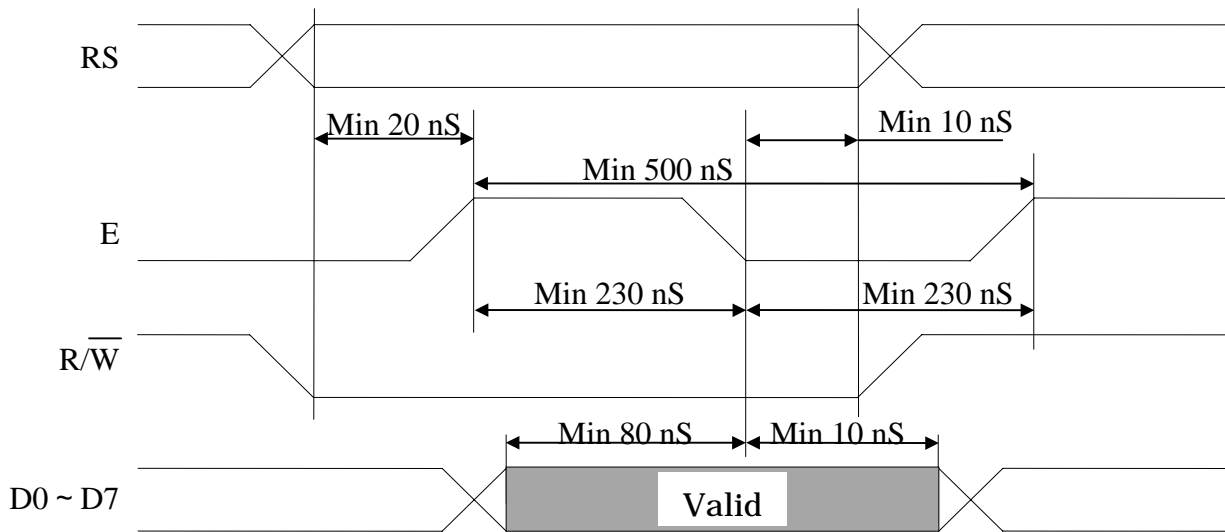 RS
Min 20 nS
Min 10 nS
Min 500 nS
E
Min 230 nS
Min 230 nS
R/W̅
Min 80 nS
Min 10 nS
D0 ~ D7
Valid